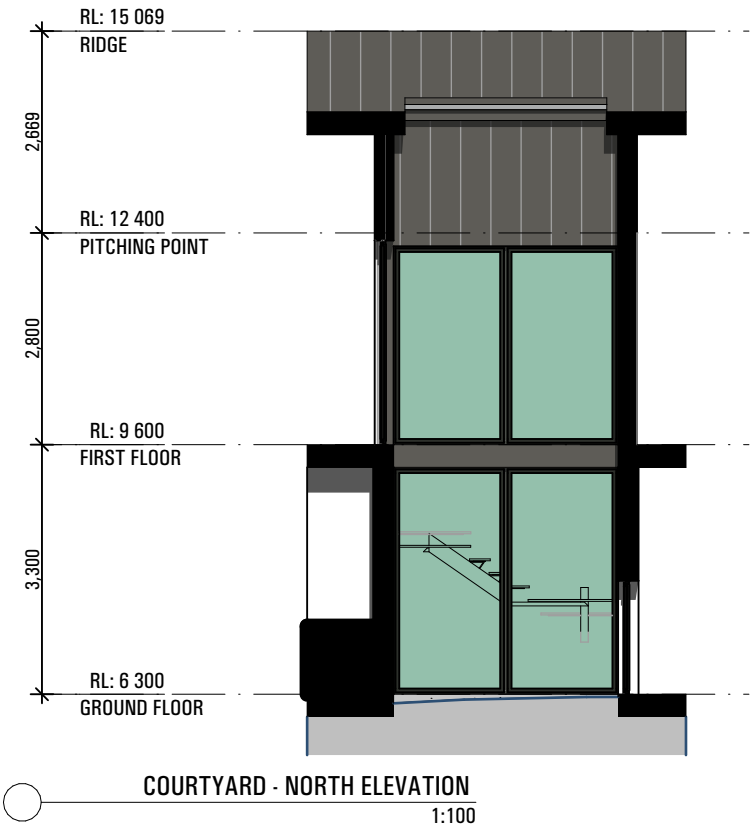 RL: 15 069
RIDGE
2,669
RL: 12 400
PITCHING POINT
2,800
RL: 9 600
FIRST FLOOR
3,300
RL: 6 300
GROUND FLOOR
COURTYARD - NORTH ELEVATION
1:100